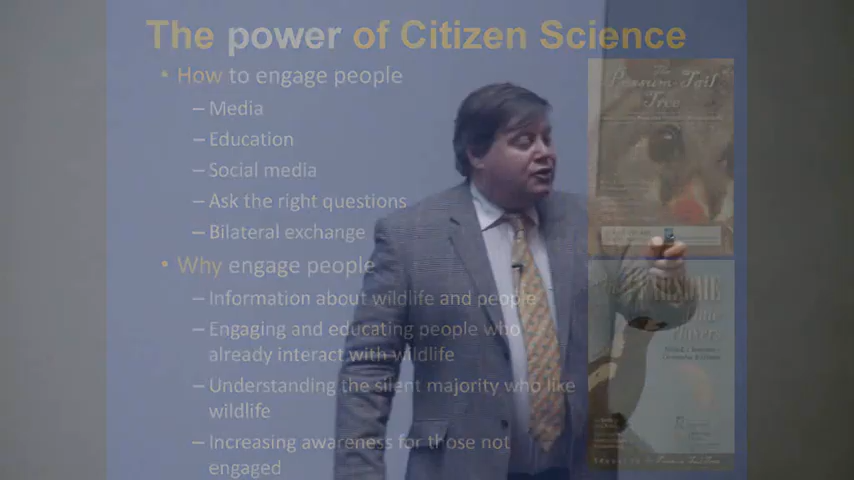 The power of Citizen Science
• How to engage people
– Media
– Education
– Social media
– Ask the right questions
– Bilateral exchange
• Why engage people
– Information about wildlife and people
– Engaging and educating people who
already interact with wildlife
– Understanding the silent majority who like
wildlife
– Increasing awareness for those not
engaged
The
Possum-Tail
Tree